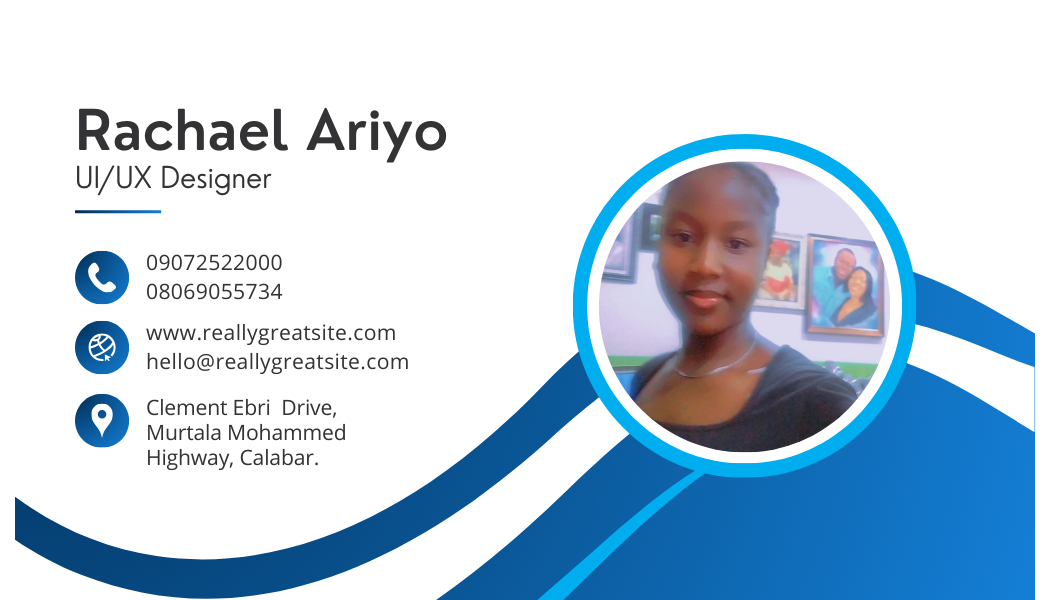 Rachael Ariyo
UI/UX Designer
09072522000
08069055734
www.reallygreatsite.com
hello@reallygreatsite.com
Clement Ebri Drive,
Murtala Mohammed
Highway, Calabar.